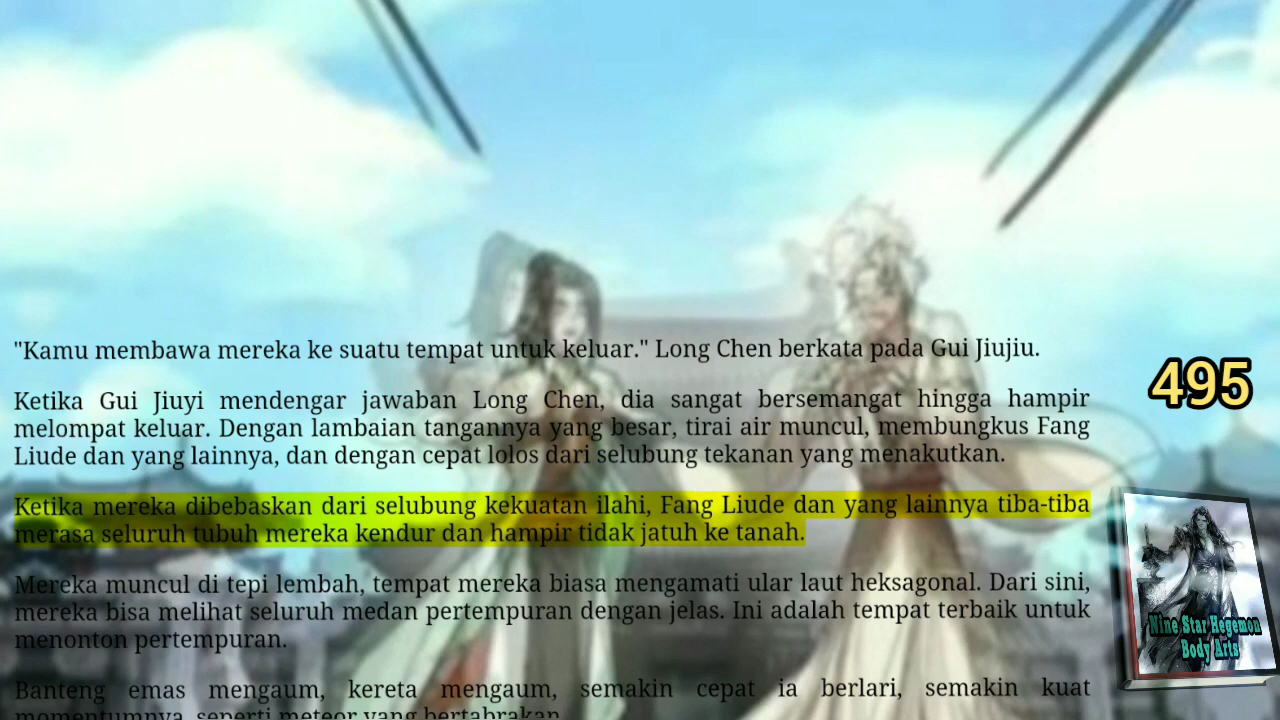 "Kamu membawa mereka ke suatu tempat untuk keluar." Long Chen berkata pada Gui Jiujiu.
Ketika Gui Jiuyi mendengar jawaban Long Chen, dia sangat bersemangat hingga hampir
melompat keluar. Dengan lambaian tangannya yang besar, tirai air muncul, membungkus Fang
Liude dan yang lainnya, dan dengan cepat lolos dari selubung tekanan yang menakutkan.
Ketika mereka dibebaskan dari selubung kekuatan ilahi, Fang Liude dan yang lainnya tiba-tiba
merasa seluruh tubuh mereka kendur dan hampir tidak jatuh ke tanah.
Mereka muncul di tepi lembah, tempat mereka biasa mengamati ular laut heksagonal. Dari sini,
mereka bisa melihat seluruh medan pertempuran dengan jelas. Ini adalah tempat terbaik untuk
menonton pertempuran.
Banteng emas mengaum, kereta mengaum, semakin cepat ia berlari, semakin kuat
momentumnya, seperti meteor yang bertabrakan.
495
Nine Star Hegemon
Body Arts